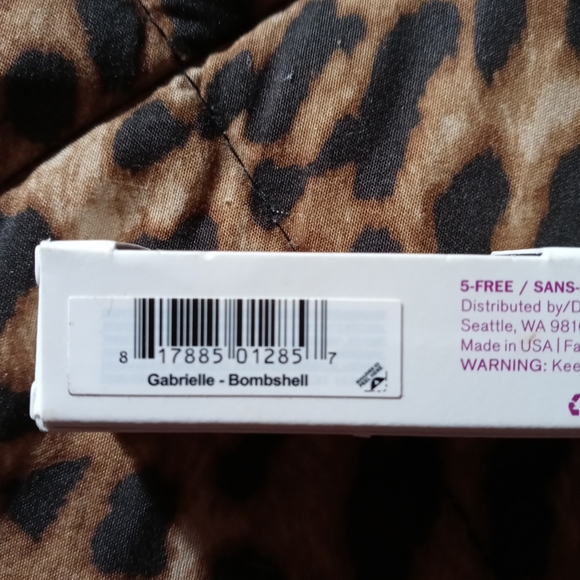 8 17885 01285 7
Gabrielle - Bombshell
5-FREE / SANS-
Distributed by/D
Seattle, WA 981
Made in USA | Fa
WARNING: Kee